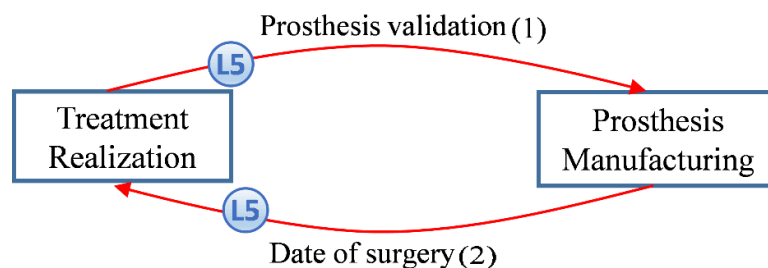 Prosthesis validation (1)
L5
Treatment
Realization
Prosthesis
Manufacturing
L5
Date of surgery (2)